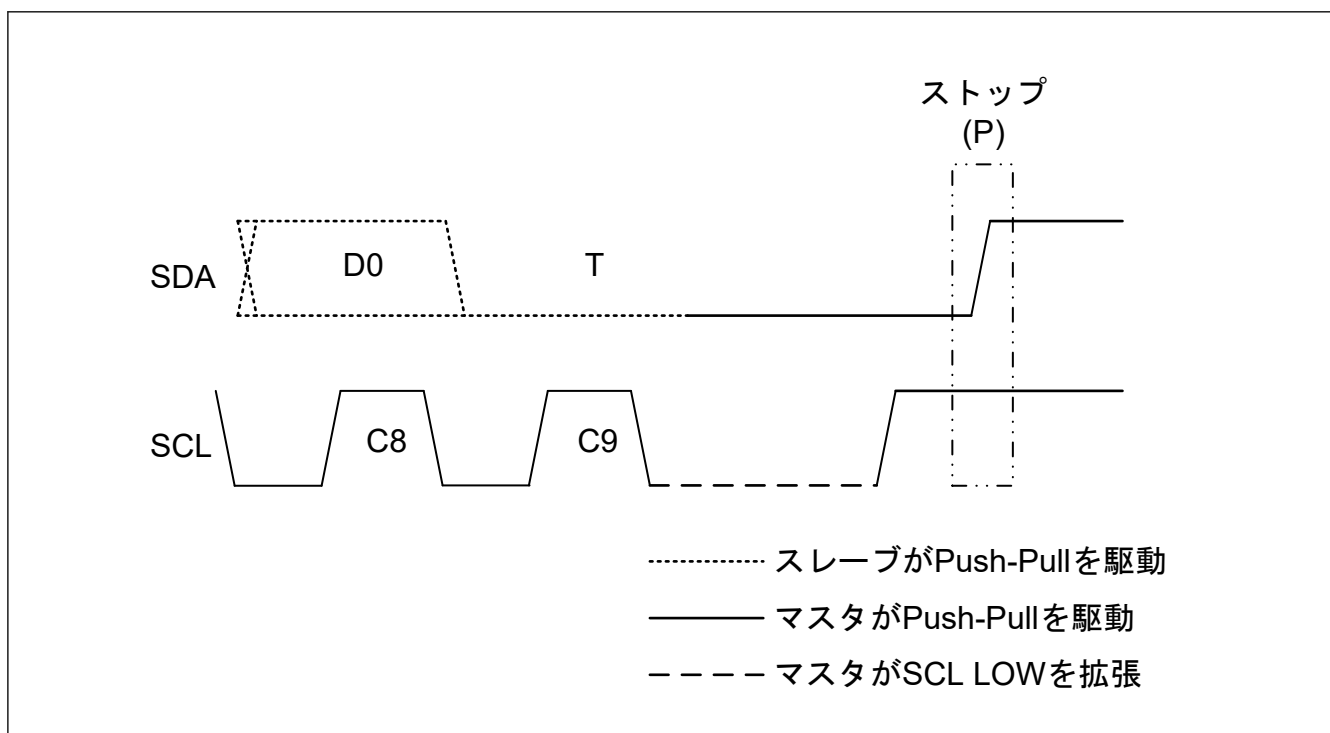 ストップ
(P)
SDA
D0
T
SCL
C8
C9
スレーブがPush-Pullを駆動
マスタがPush-Pullを駆動
マスタがSCL LOWを拡張